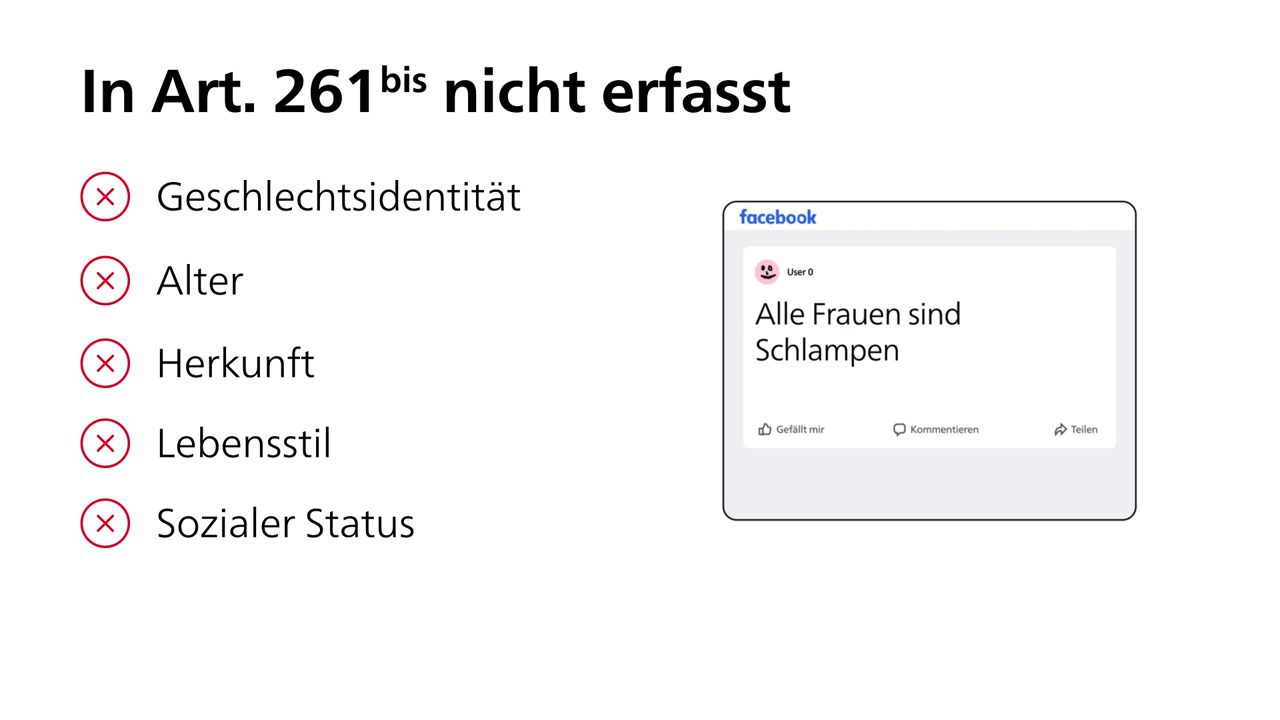 In Art. 261bis nicht erfasst
Geschlechtsidentität
Alter
Herkunft
Lebensstil
Sozialer Status
facebook
User 0
Alle Frauen sind
Schlampen
Gefällt mir
Kommentieren
Teilen